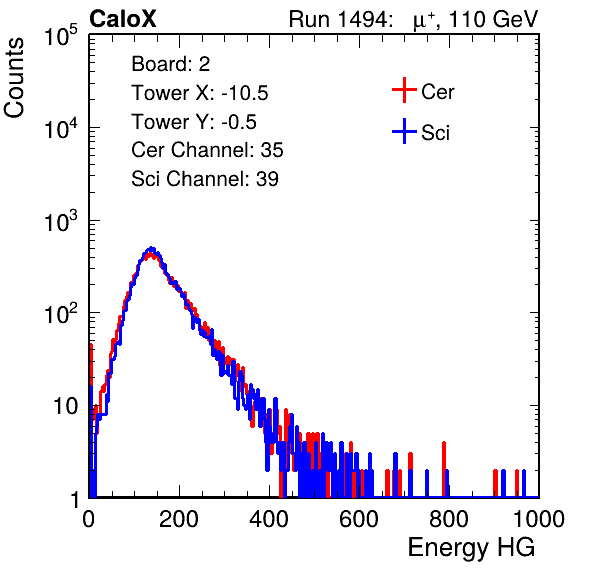 CaloX Run 1494: μ⁺, 110 GeV
Counts
10⁵
10⁴
10³
10²
10
1
Board: 2
Tower X: -10.5
Tower Y: -0.5
Cer Channel: 35
Sci Channel: 39
Cer
Sci
0 200 400 600 800 1000
Energy HG